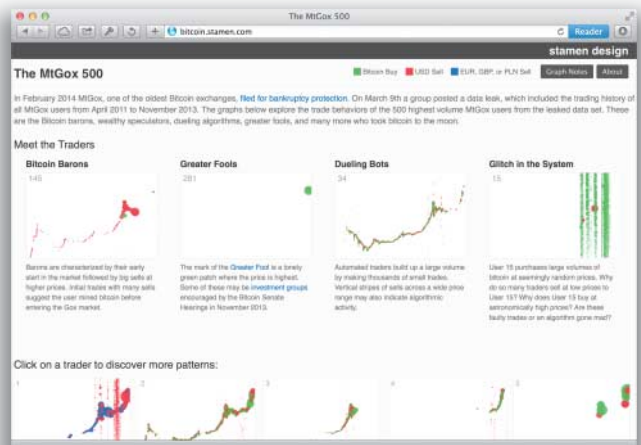 The MtGox 500
bitcoin.stamen.com
Reader
stamen design
The MtGox 500
Bitcoin Buy USD Sell EUR, GBP, or PLN Sell Graph Notes About
In February 2014 MtGox, one of the oldest Bitcoin exchanges, filed for bankruptcy protection. On March 9th a group posted a data leak, which included the trading history of
all MtGox users from April 2011 to November 2013. The graphs below explore the trade behaviors of the 500 highest volume MtGox users from the leaked data set. These
are the Bitcoin barons, wealthy speculators, dueling algorithms, greater fools, and many more who took bitcoin to the moon.
Meet the Traders
Bitcoin Barons
145
Barons are characterized by their early
start in the market followed by big sells at
higher prices. Initial trades with many sells
suggest the user mined bitcoin before
entering the Gox market.
Greater Fools
281
The mark of the Greater Fool is a lonely
green patch where the price is highest.
Some of these may be investment groups
encouraged by the Bitcoin Senate
Hearings in November 2013.
Dueling Bots
34
Automated traders build up a large volume
by making thousands of small trades.
Vertical stripes of sells across a wide price
range may also indicate algorithmic
activity.
Glitch in the System
15
User 15 purchases large volumes of
bitcoin at seemingly random prices. Why
do so many traders sell at low prices to
User 15? Why does User 15 buy at
astronomically high prices? Are these
faulty trades or an algorithm gone mad?
Click on a trader to discover more patterns:
1 2 3 4 5